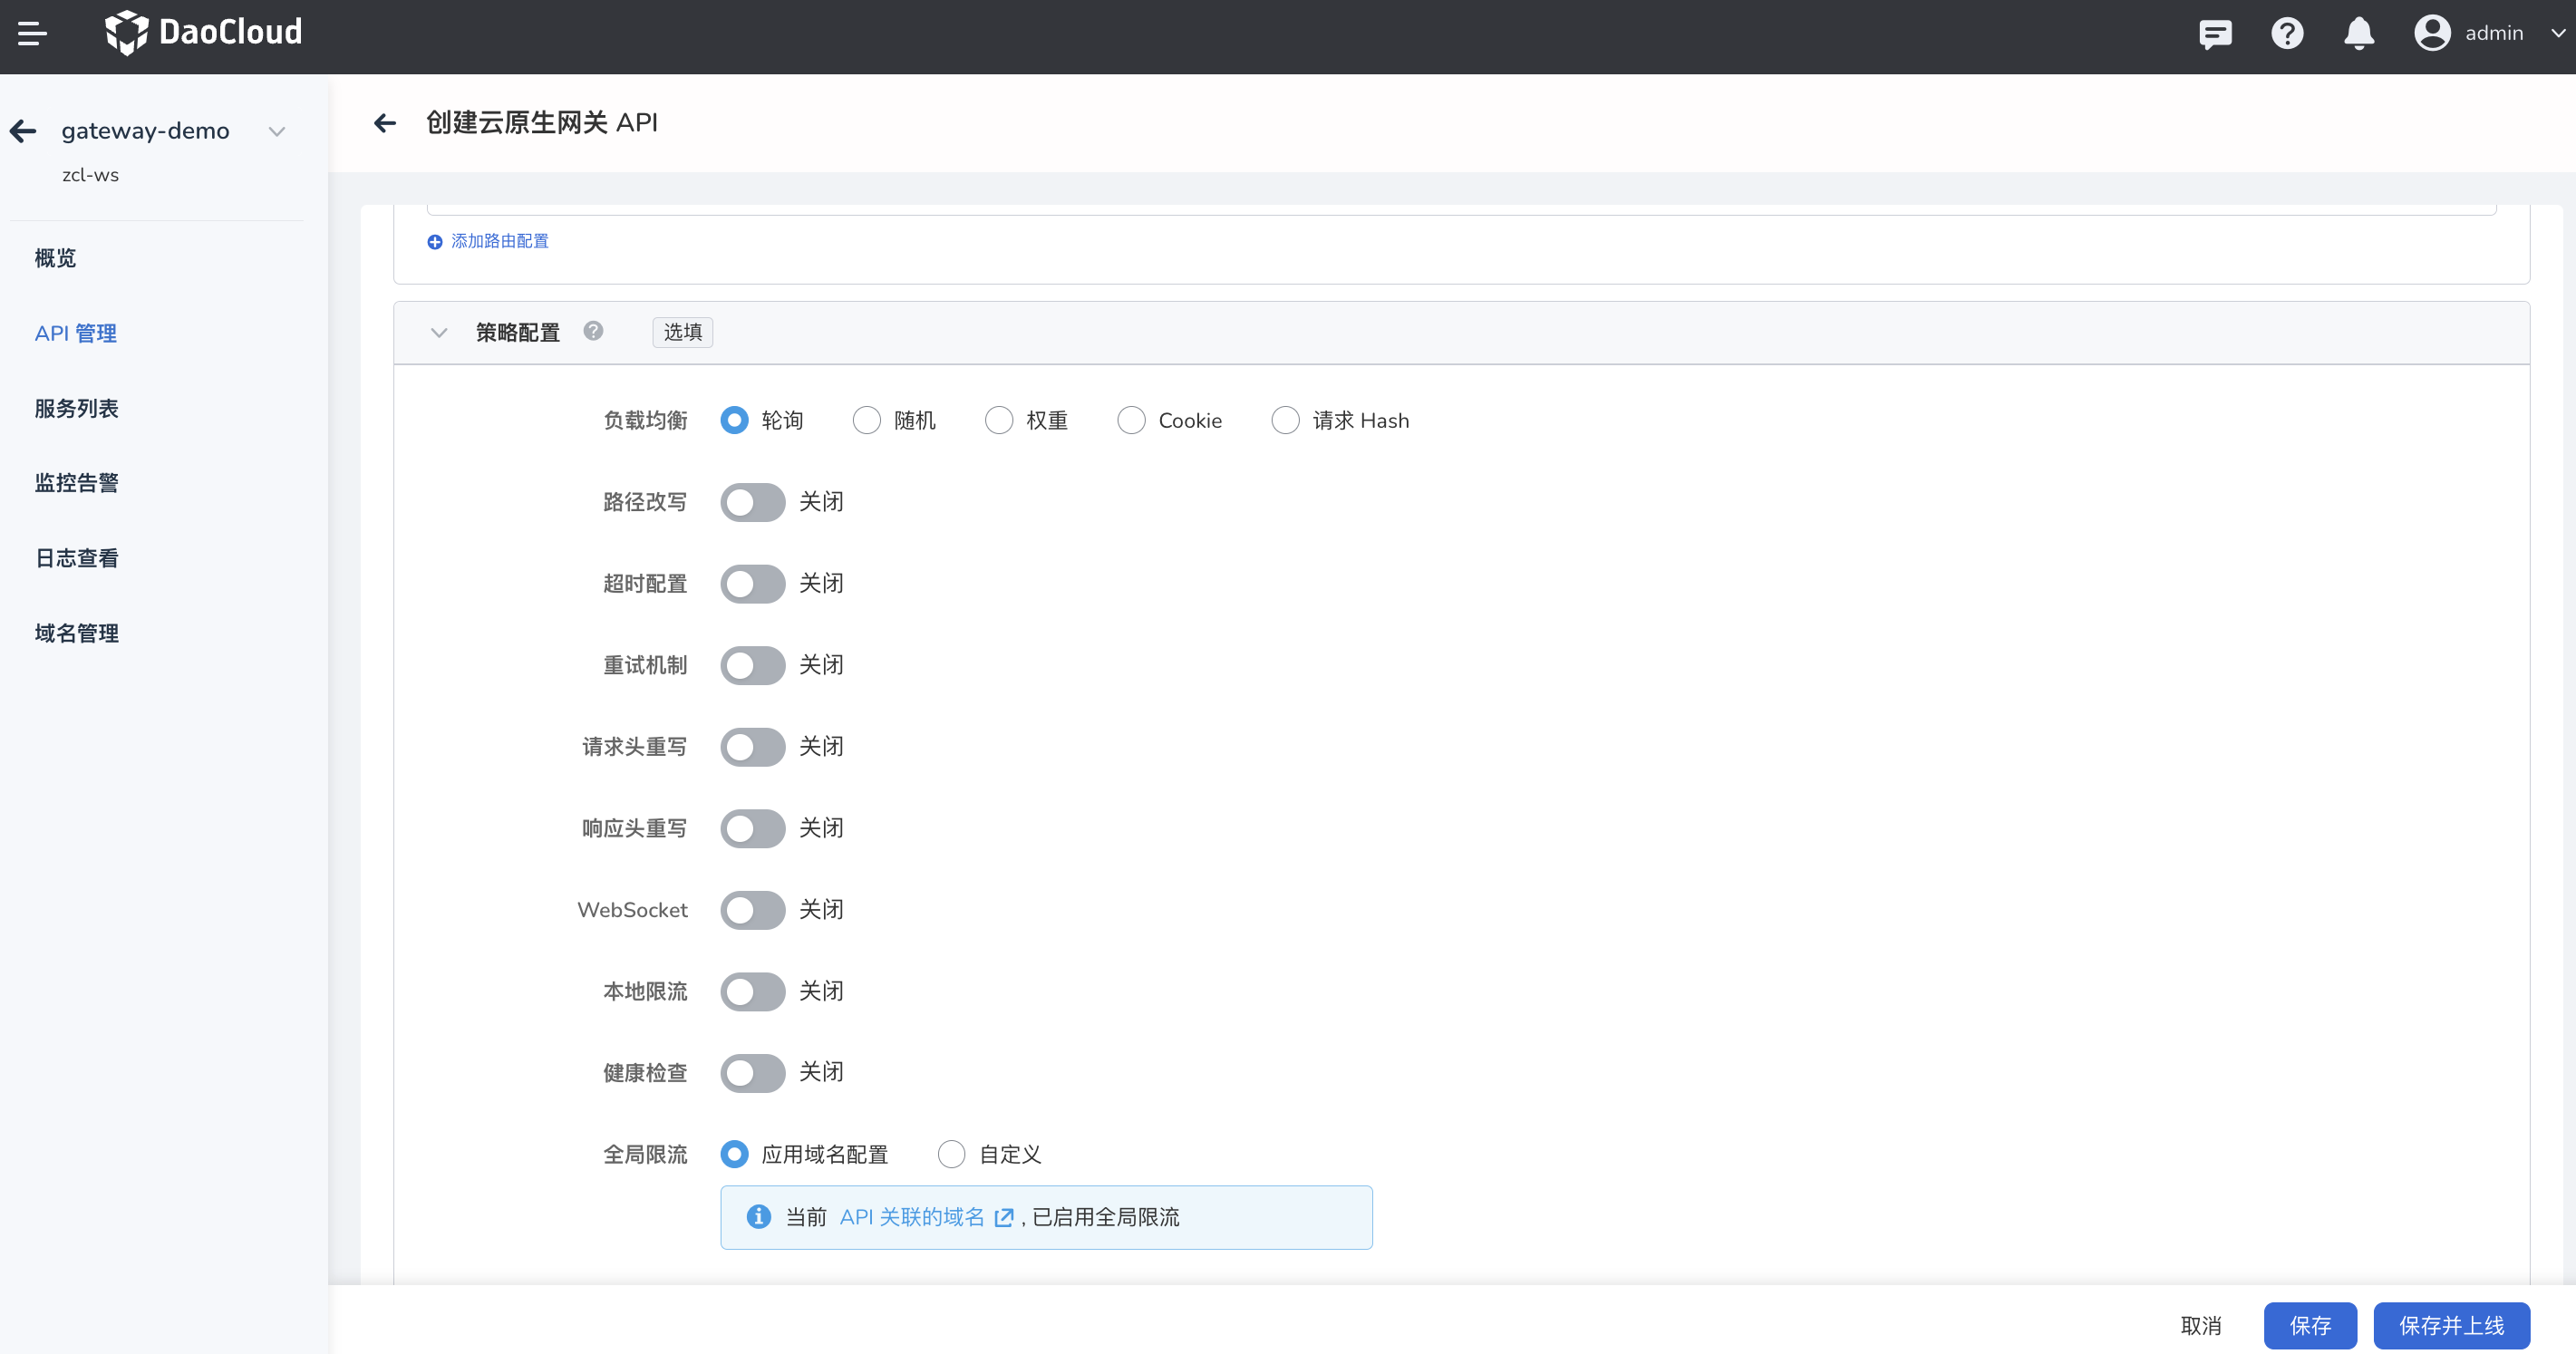 DaoCloud
admin
gateway-demo
zcl-ws
概览
API 管理
服务列表
监控告警
日志查看
域名管理
创建云原生网关 API
添加路由配置
策略配置 选填
负载均衡 轮询 随机 权重 Cookie 请求 Hash
路径改写 关闭
超时配置 关闭
重试机制 关闭
请求头重写 关闭
响应头重写 关闭
WebSocket 关闭
本地限流 关闭
健康检查 关闭
全局限流 应用域名配置 自定义
当前 API 关联的域名 , 已启用全局限流
取消 保存 保存并上线